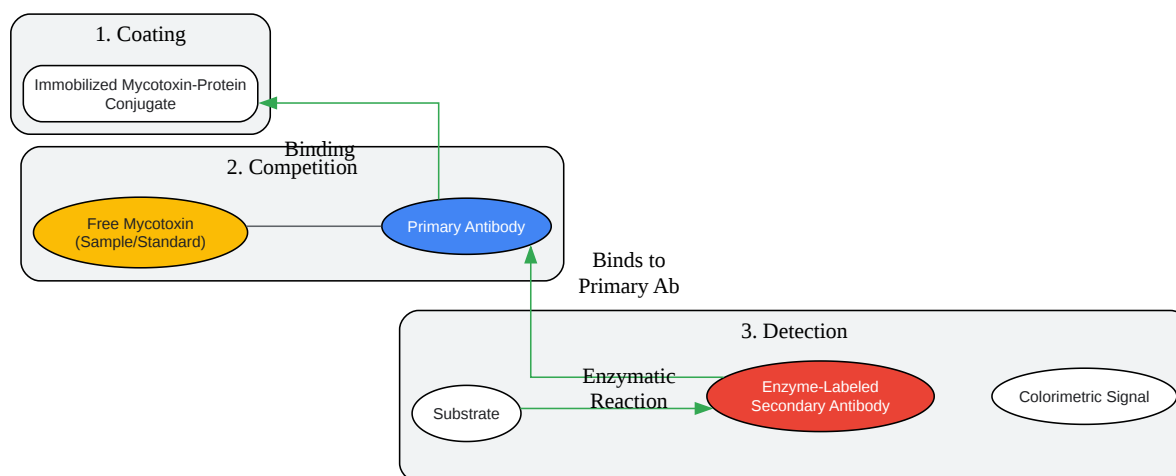 1. Coating
Immobilized Mycotoxin-Protein
Conjugate
Binding
2. Competition
Free Mycotoxin
(Sample/Standard)
Primary Antibody
Binds to
Primary Ab
3. Detection
Enzymatic
Reaction
Substrate
Enzyme-Labeled
Secondary Antibody
Colorimetric Signal